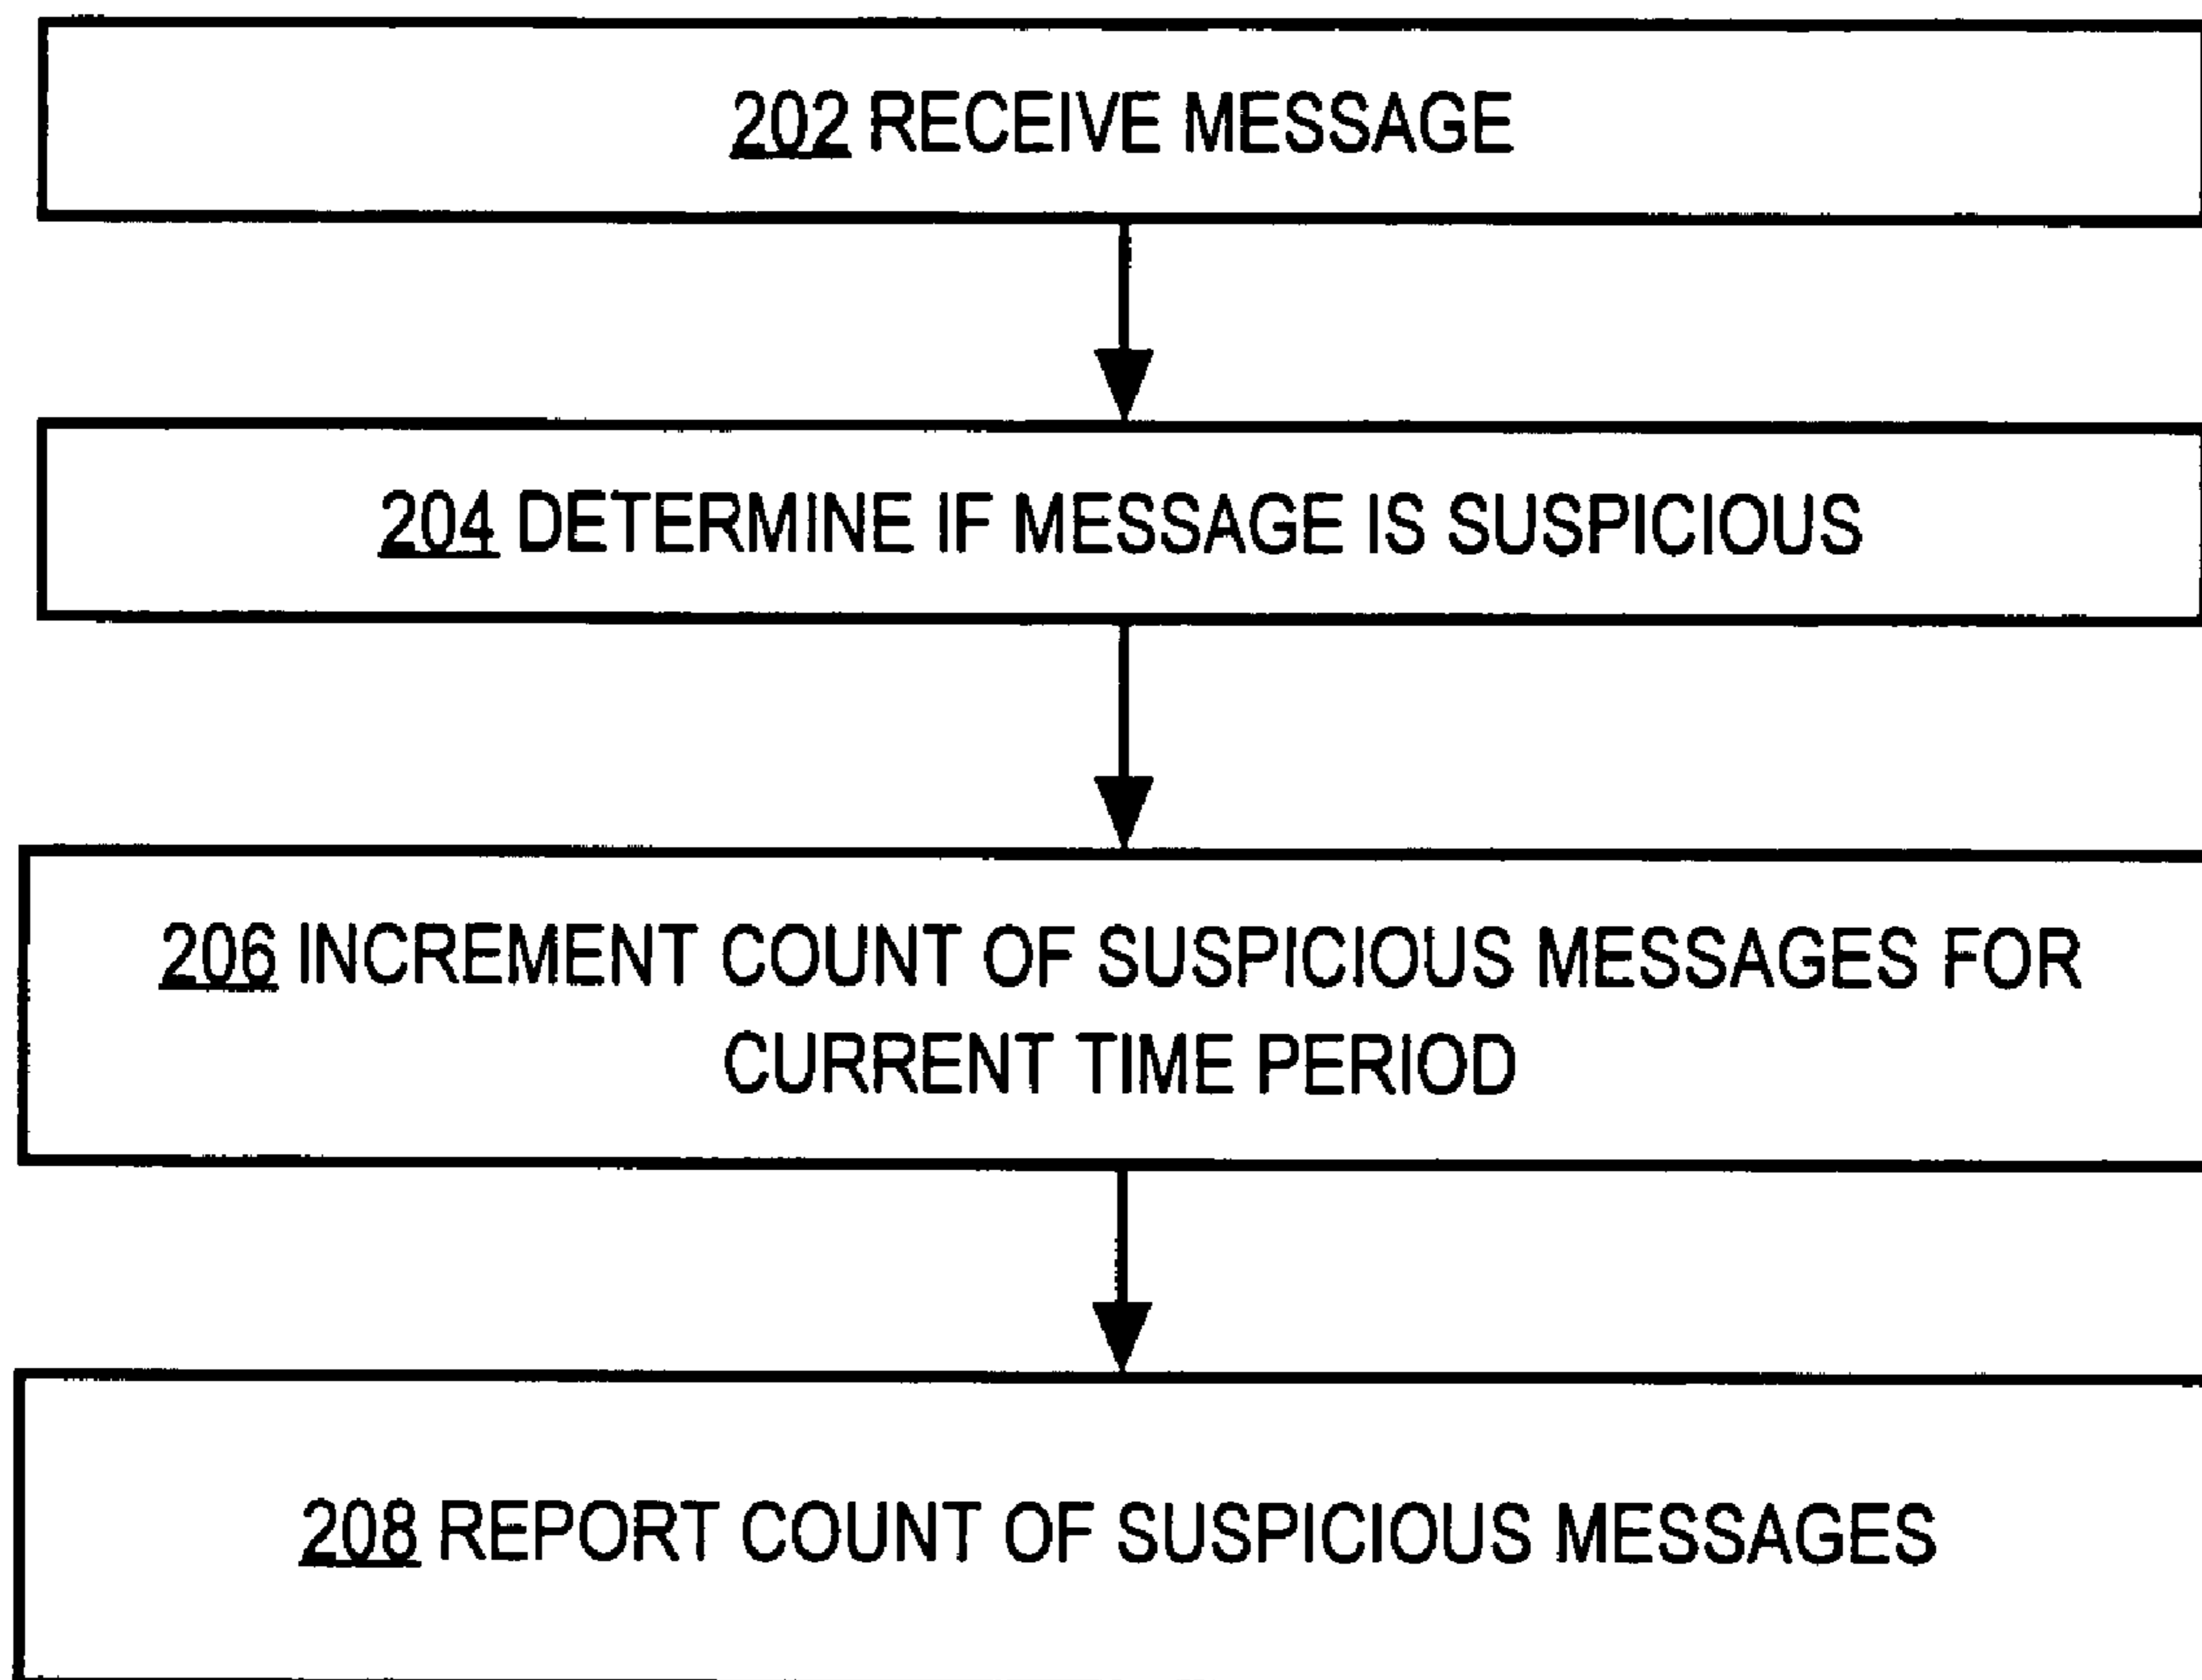 202 RECEIVE MESSAGE
204 DETERMINE IF MESSAGE IS SUSPICIOUS
206 INCREMENT COUNT OF SUSPICIOUS MESSAGES FOR
CURRENT TIME PERIOD
208 REPORT COUNT OF SUSPICIOUS MESSAGES